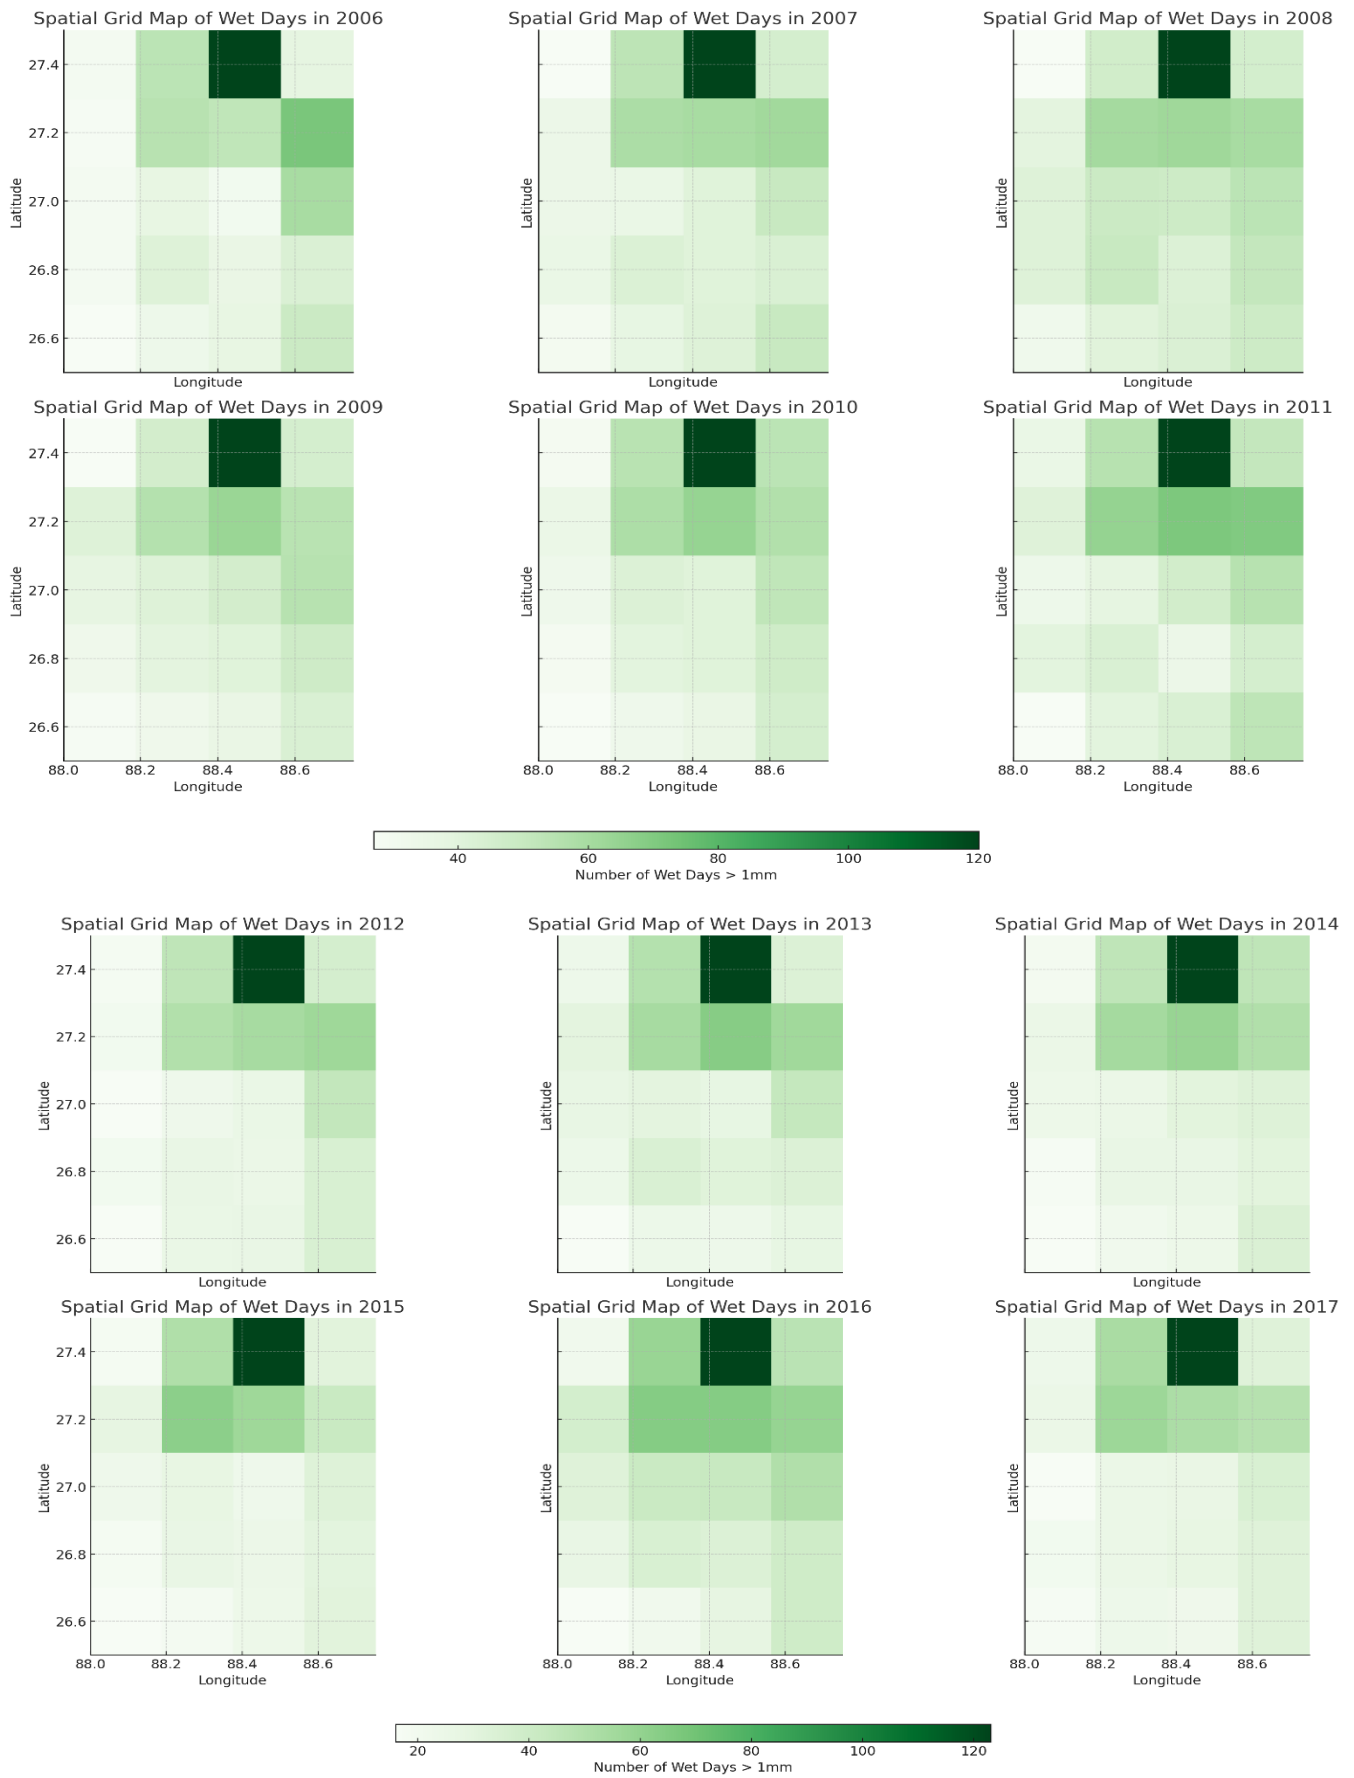 Spatial Grid Map of Wet Days in 2006
Spatial Grid Map of Wet Days in 2007
Spatial Grid Map of Wet Days in 2008
27.4
27.2
27.0
26.8
26.6
Latitude
Latitude
Latitude
Longitude
Longitude
Longitude
Spatial Grid Map of Wet Days in 2009
Spatial Grid Map of Wet Days in 2010
Spatial Grid Map of Wet Days in 2011
27.4
27.2
27.0
26.8
26.6
Latitude
Latitude
Latitude
88.0 88.2 88.4 88.6
88.0 88.2 88.4 88.6
88.0 88.2 88.4 88.6
Longitude
Longitude
Longitude
40 60 80 100 120
Number of Wet Days > 1mm
Spatial Grid Map of Wet Days in 2012
Spatial Grid Map of Wet Days in 2013
Spatial Grid Map of Wet Days in 2014
27.4
27.2
27.0
26.8
26.6
Latitude
Latitude
Latitude
Longitude
Longitude
Longitude
Spatial Grid Map of Wet Days in 2015
Spatial Grid Map of Wet Days in 2016
Spatial Grid Map of Wet Days in 2017
27.4
27.2
27.0
26.8
26.6
Latitude
Latitude
Latitude
88.0 88.2 88.4 88.6
88.0 88.2 88.4 88.6
88.0 88.2 88.4 88.6
Longitude
Longitude
Longitude
20 40 60 80 100 120
Number of Wet Days > 1mm